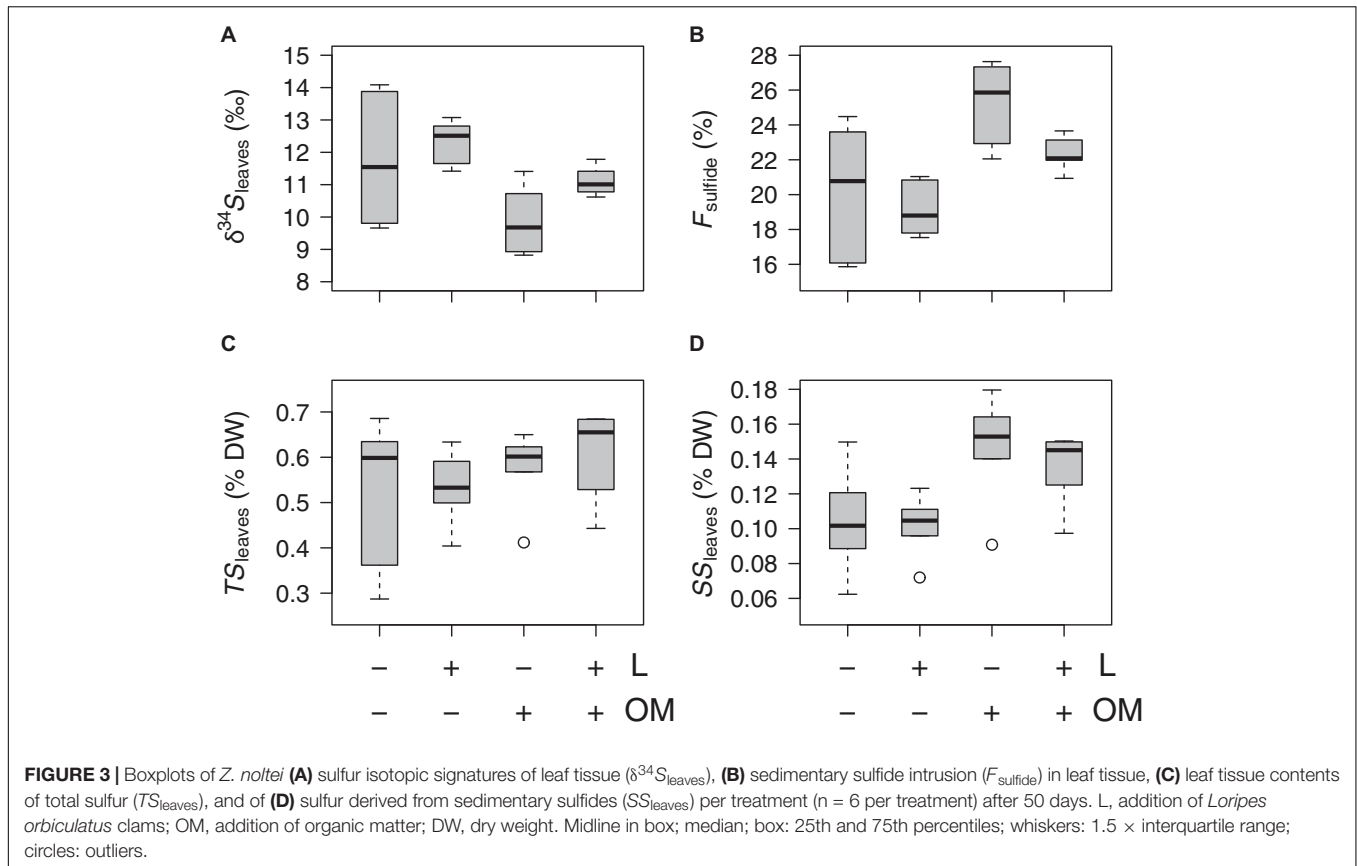 A
δ34Sleaves (‰)
15
14
13
12
11
10
9
8
B
Fsulfide (%)
28
26
24
22
20
18
16
C
TSleaves (% DW)
0.7
0.6
0.5
0.4
0.3
D
SSleaves (% DW)
0.18
0.16
0.14
0.12
0.10
0.08
0.06
− + − + L
− − + + OM
− + − + L
− − + + OM
FIGURE 3 | Boxplots of Z. noltei (A) sulfur isotopic signatures of leaf tissue (δ34Sleaves), (B) sedimentary sulfide intrusion (Fsulfide) in leaf tissue, (C) leaf tissue contents
of total sulfur (TSleaves), and of (D) sulfur derived from sedimentary sulfides (SSleaves) per treatment (n = 6 per treatment) after 50 days. L, addition of Loripes
orbiculatus clams; OM, addition of organic matter; DW, dry weight. Midline in box; median; box: 25th and 75th percentiles; whiskers: 1.5 × interquartile range;
circles: outliers.